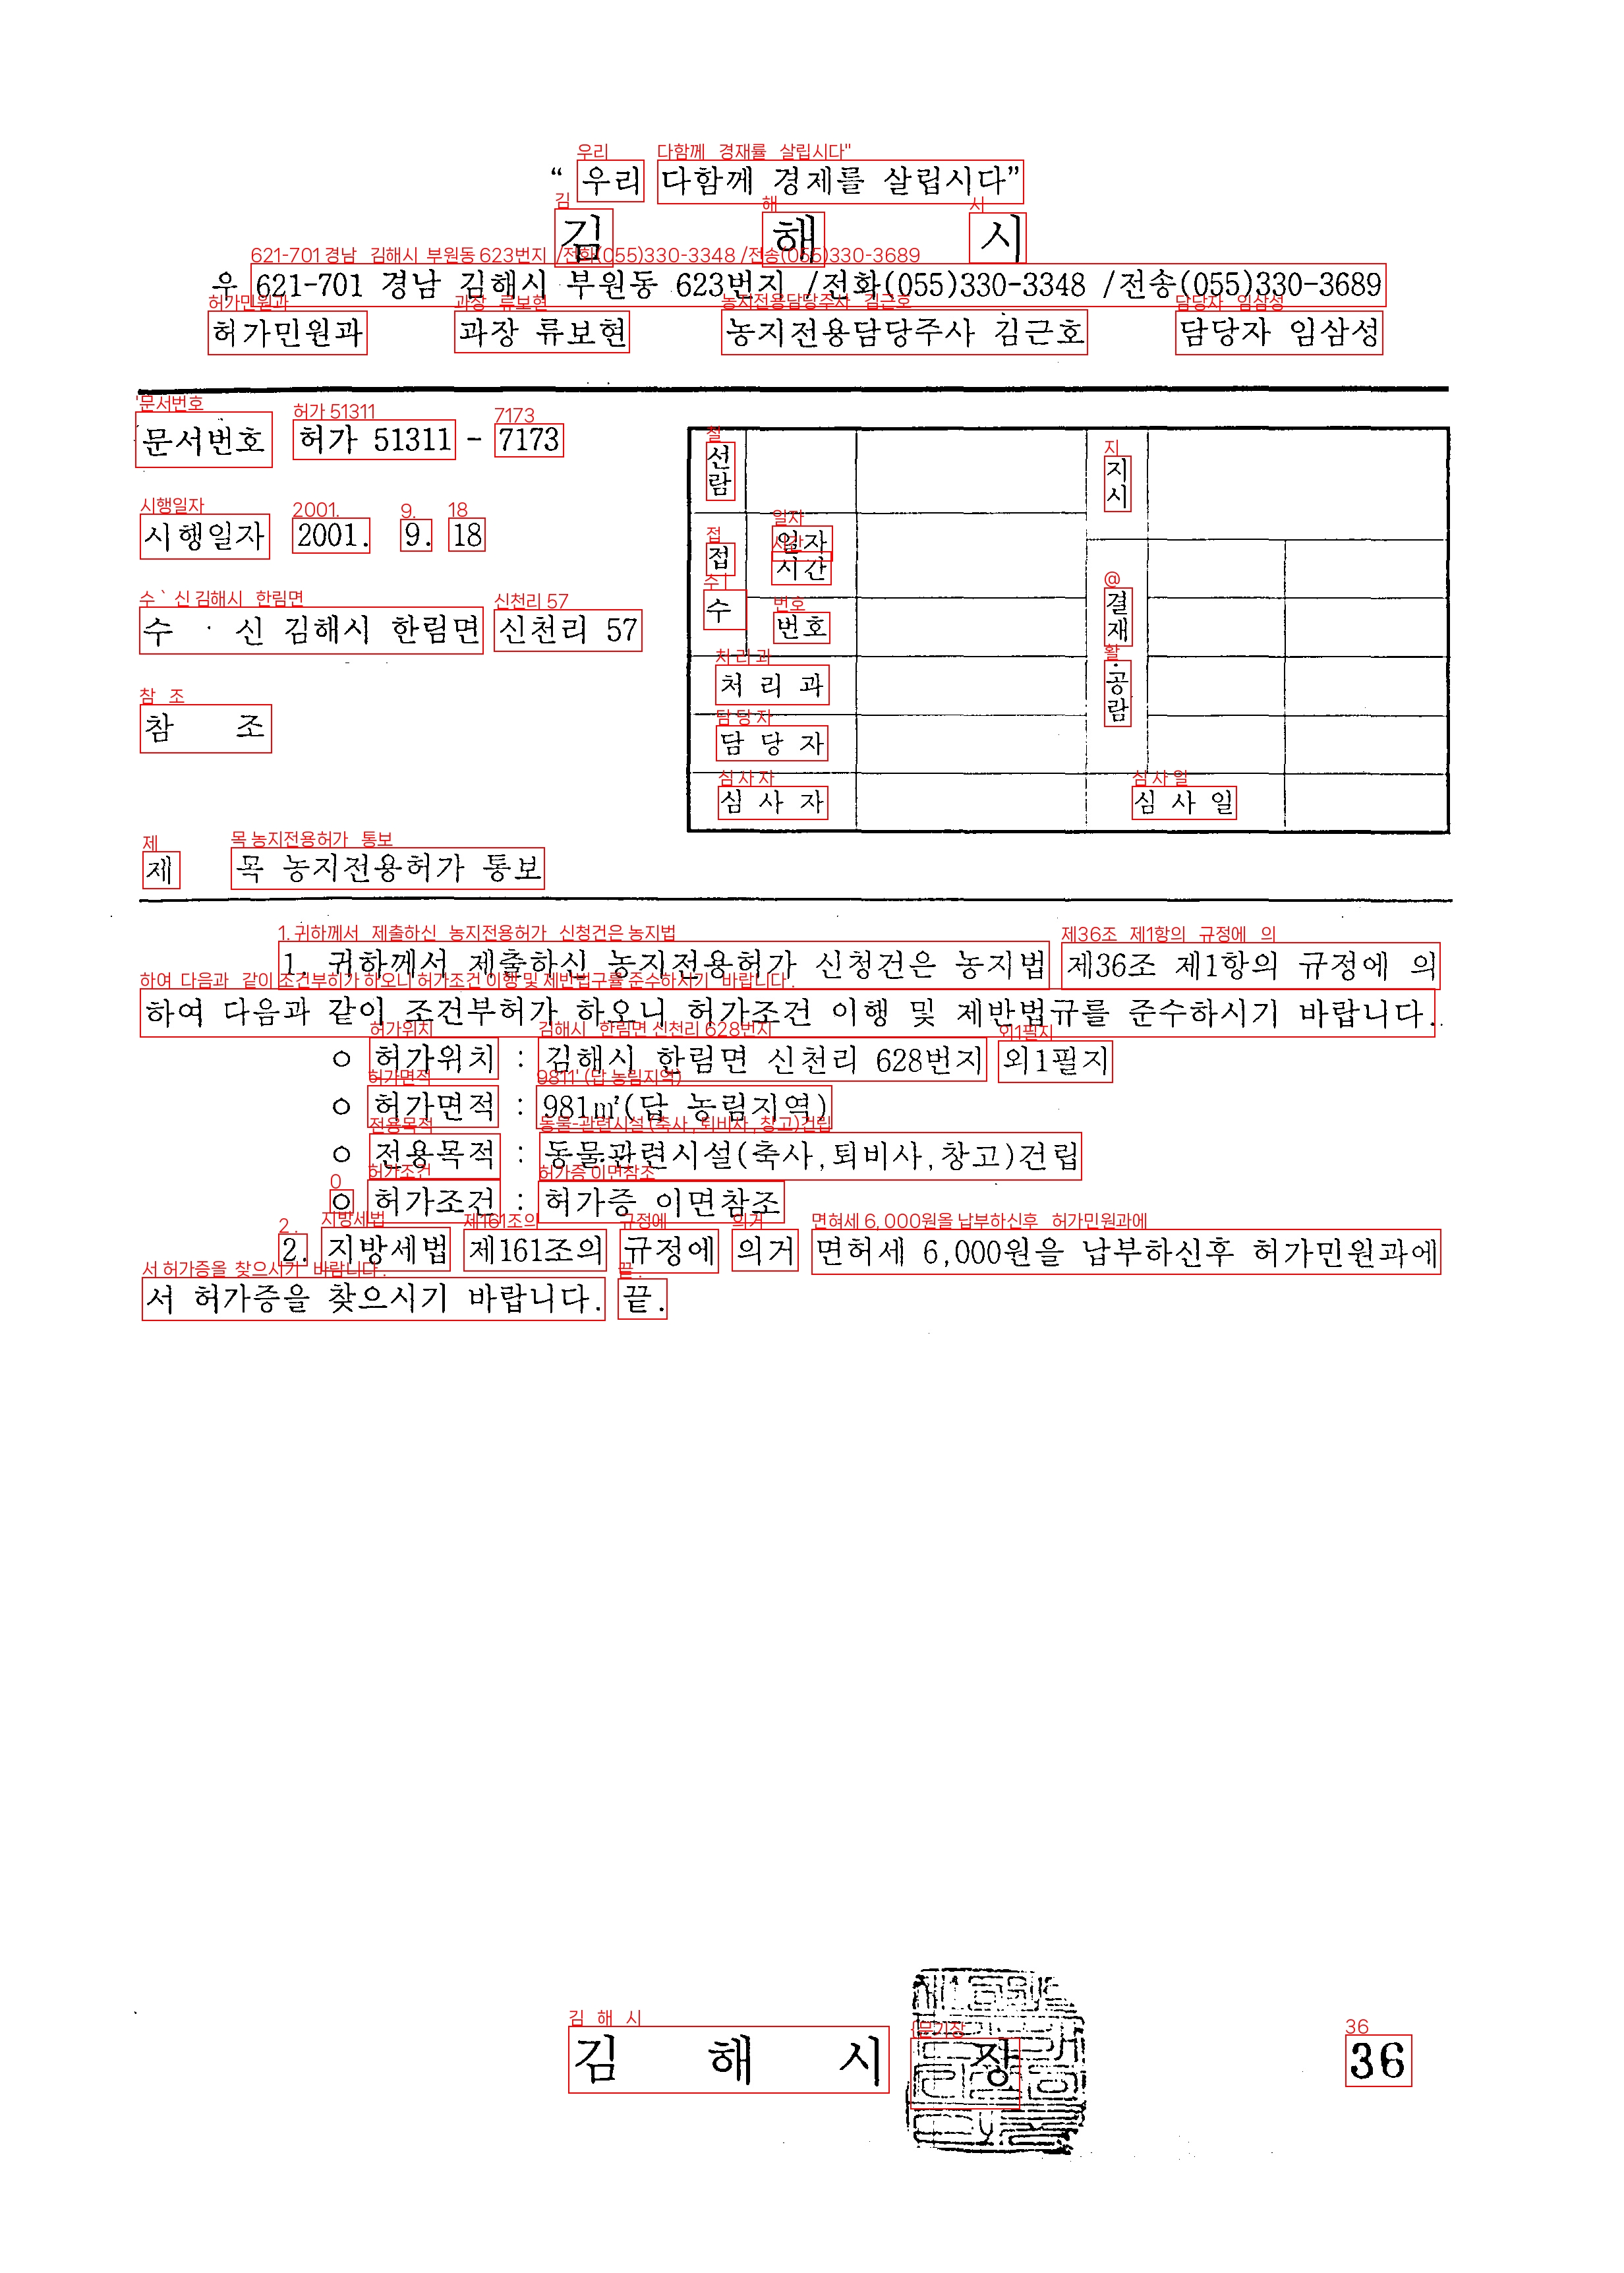 “ 우리 다함께 경제를 살립시다”
김 해 시
우 621-701 경남 김해시 부원동 623번지 /전화(055)330-3348 /전송(055)330-3689
허가민원과 과장 류보현 농지전용담당주사 김근호 담당자 임삼성
문서번호 허가 51311 - 7173
시행일자 2001. 9. 18
수 신 김해시 한림면 신천리 57
참 조
선람
지시
접수
일자
시간
번호
결재·공람
처 리 과
담 당 자
심 사 자
심 사 일
제 목 농지전용허가 통보
1. 귀하께서 제출하신 농지전용허가 신청건은 농지법 제36조 제1항의 규정에 의
하여 다음과 같이 조건부허가 하오니 허가조건 이행 및 제반법규를 준수하시기 바랍니다.
ㅇ 허가위치 : 김해시 한림면 신천리 628번지 외1필지
ㅇ 허가면적 : 981㎡(답 농림지역)
ㅇ 전용목적 : 동물관련시설(축사,퇴비사,창고)건립
ㅇ 허가조건 : 허가증 이면참조
2. 지방세법 제161조의 규정에 의거 면허세 6,000원을 납부하신후 허가민원과에
서 허가증을 찾으시기 바랍니다. 끝.
김 해 시 장
36